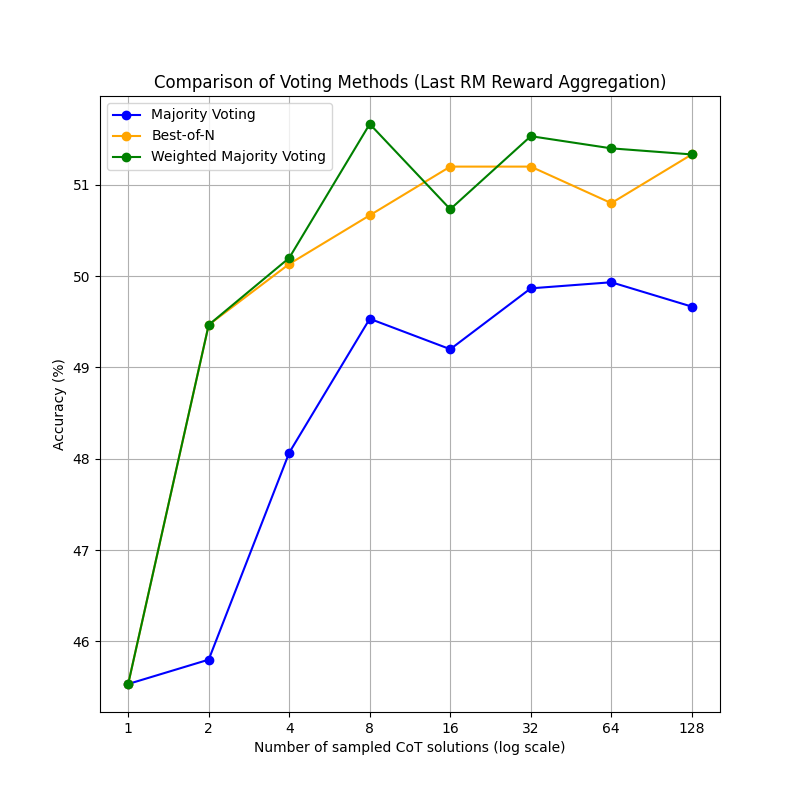 Comparison of Voting Methods (Last RM Reward Aggregation)
Majority Voting
Best-of-N
Weighted Majority Voting
Accuracy (%)
51
50
49
48
47
46
1 2 4 8 16 32 64 128
Number of sampled CoT solutions (log scale)